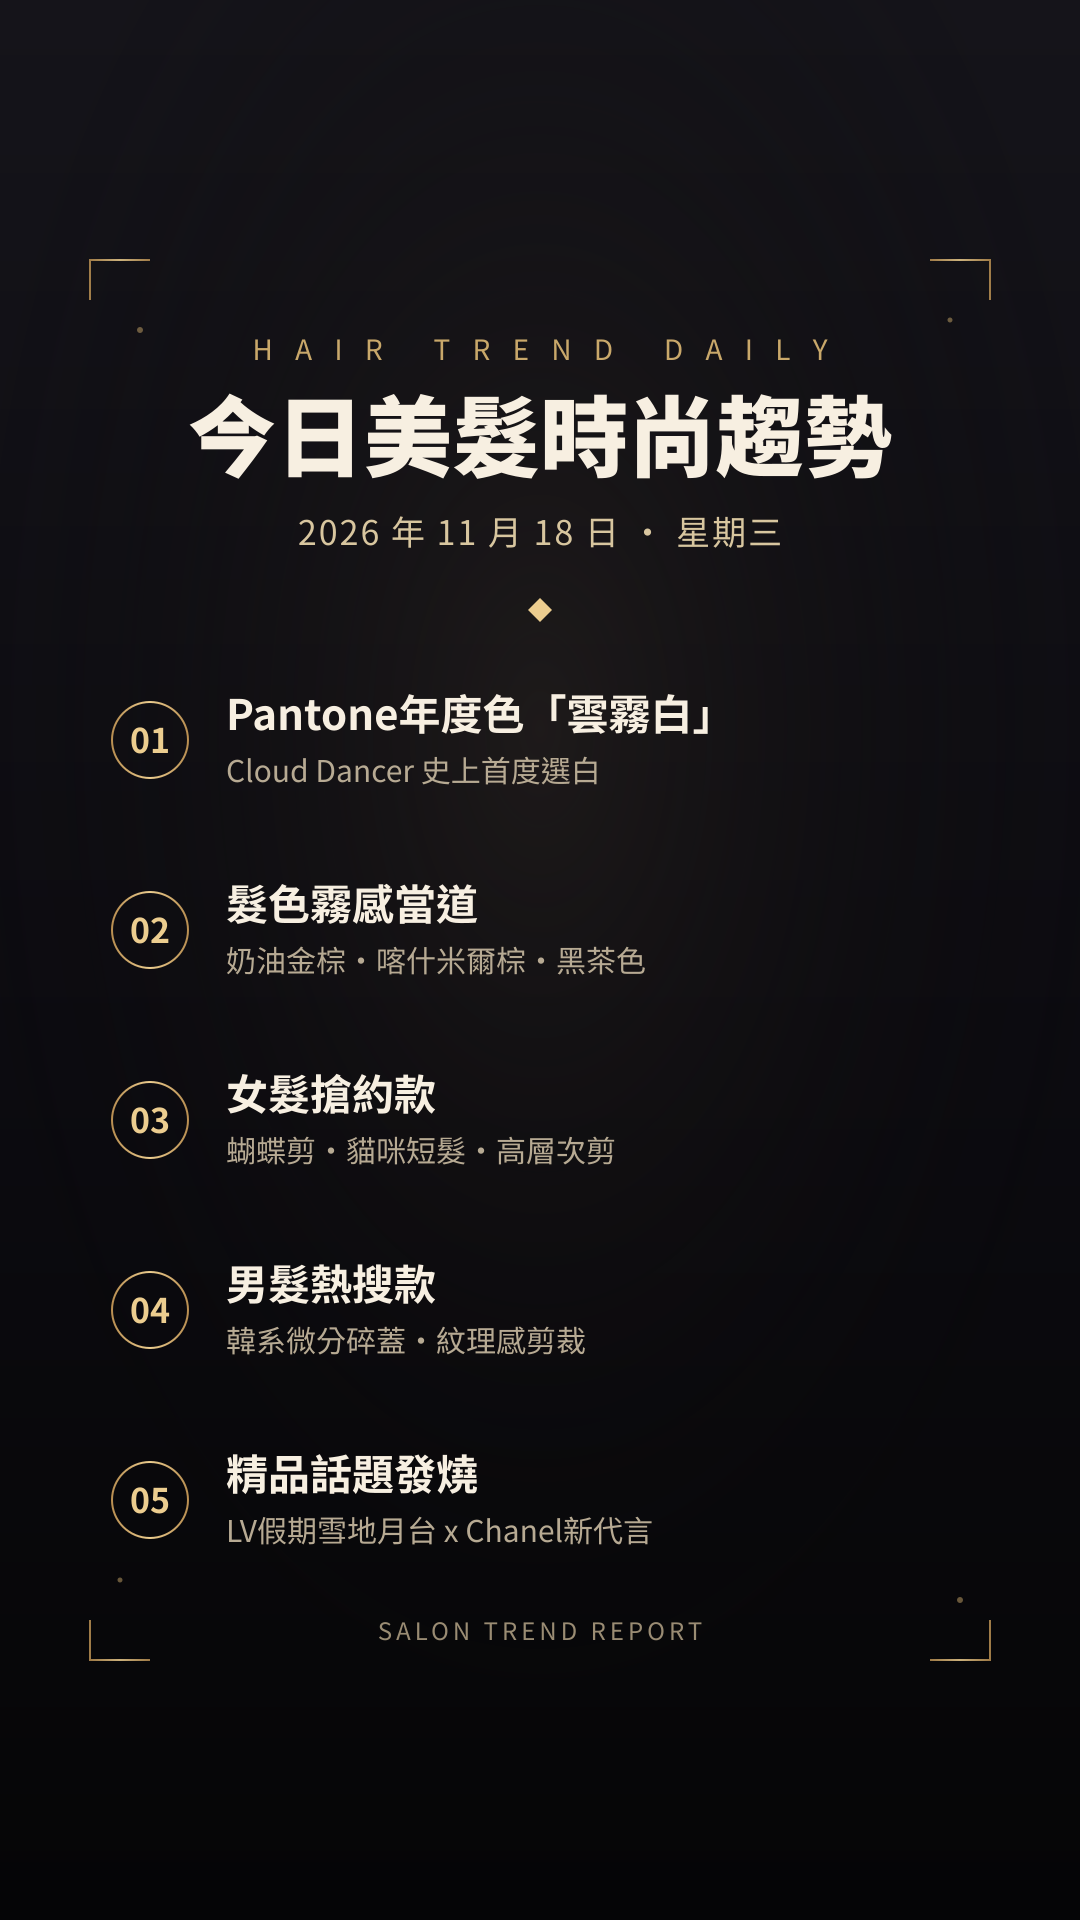 HAIR TREND DAILY
今日美髮時尚趨勢
2026 年 11 月 18 日 · 星期三
01
Pantone年度色「雲霧白」
Cloud Dancer 史上首度選白
02
髮色霧感當道
奶油金棕・喀什米爾棕・黑茶色
03
女髮搶約款
蝴蝶剪・貓咪短髮・高層次剪
04
男髮熱搜款
韓系微分碎蓋・紋理感剪裁
05
精品話題發燒
LV假期雪地月台 x Chanel新代言
SALON TREND REPORT